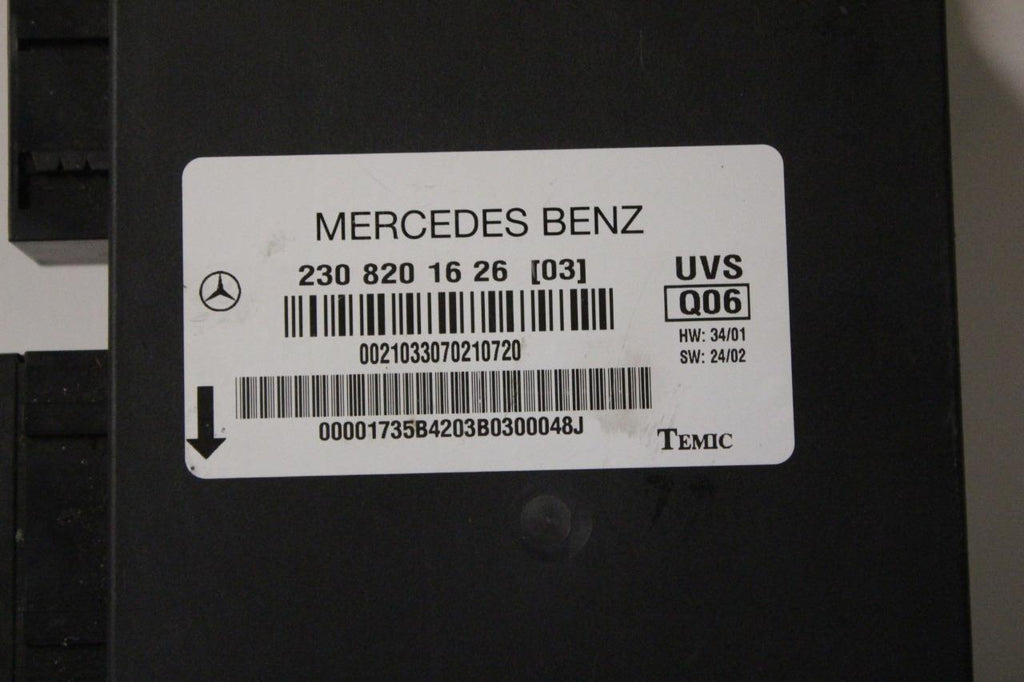 MERCEDES BENZ
230 820 16 26 [03]
UVS
Q06
HW: 34/01
SW: 24/02
0021033070210720
00001735B4203B0300048J
TEMIC